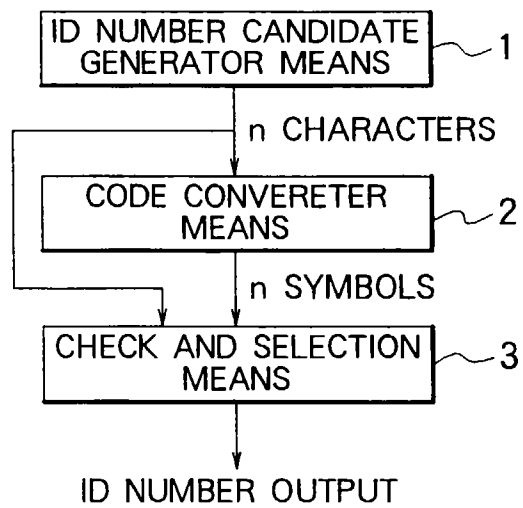 ID NUMBER CANDIDATE
GENERATOR MEANS
1
n CHARACTERS
CODE CONVERETER
MEANS
2
n SYMBOLS
CHECK AND SELECTION
MEANS
3
ID NUMBER OUTPUT